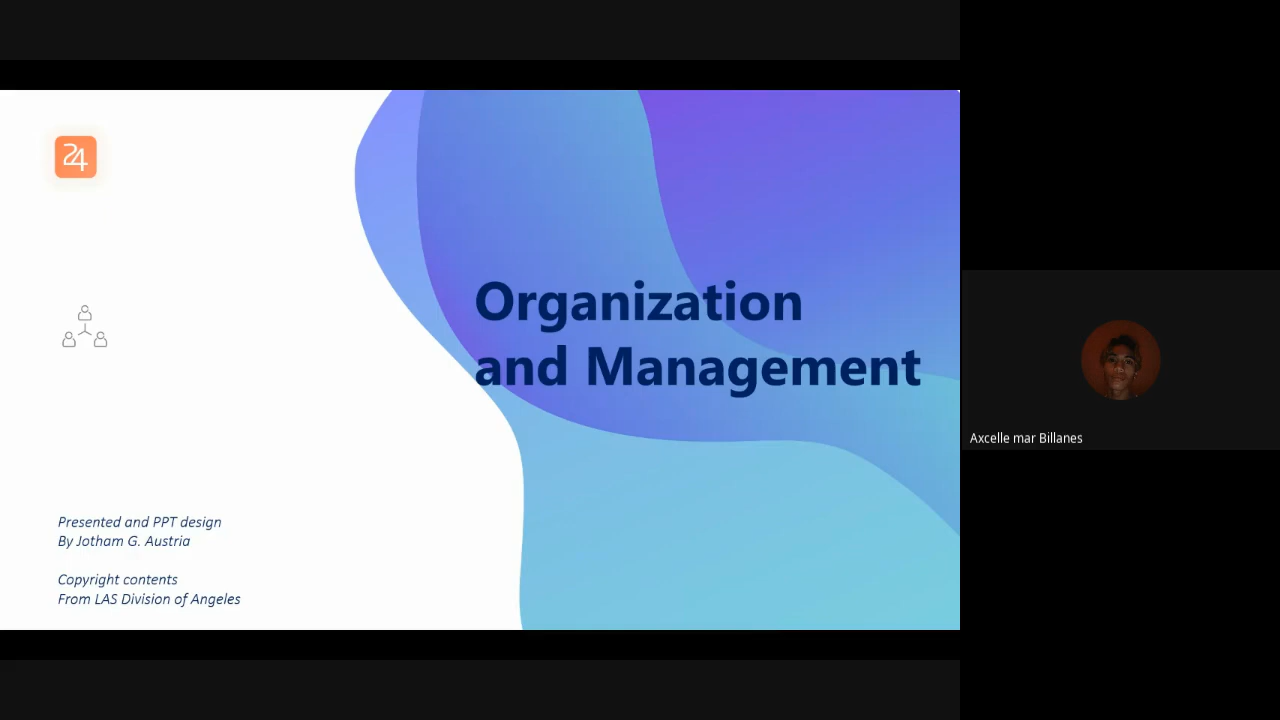 24
Organization
and Management
Presented and PPT design
By Jotham G. Austria
Copyright contents
From LAS Division of Angeles
Axcelle mar Billanes